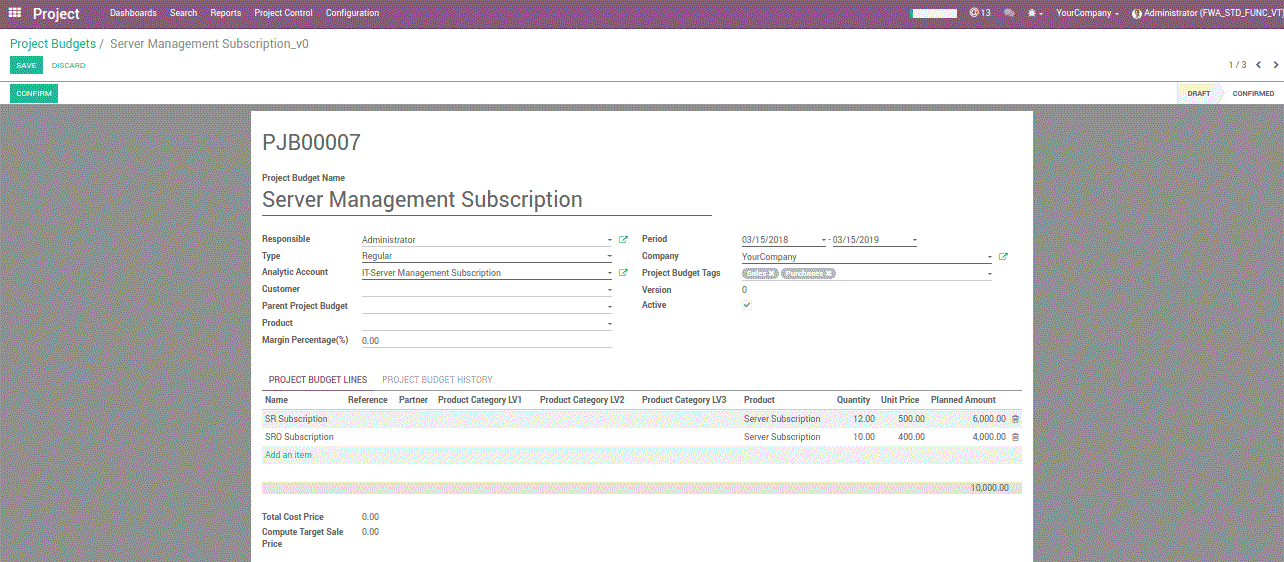 Project Dashboards Search Reports Project Control Configuration 13 YourCompany Administrator (FWA_STD_FUNC_VT)
Project Budgets / Server Management Subscription_v0
SAVE DISCARD 1 / 3
CONFIRM DRAFT CONFIRMED
PJB00007
Project Budget Name
Server Management Subscription
Responsible Administrator Period 03/15/2018 - 03/15/2019
Type Regular Company YourCompany
Analytic Account IT-Server Management Subscription Project Budget Tags Sales × Purchases ×
Customer Version 0
Parent Project Budget Active
Product
Margin Percentage(%) 0.00
PROJECT BUDGET LINES PROJECT BUDGET HISTORY
Name Reference Partner Product Category LV1 Product Category LV2 Product Category LV3 Product Quantity Unit Price Planned Amount
SR Subscription Server Subscription 12.00 500.00 6,000.00
SRO Subscription Server Subscription 10.00 400.00 4,000.00
Add an item
10,000.00
Total Cost Price 0.00
Compute Target Sale 0.00
Price